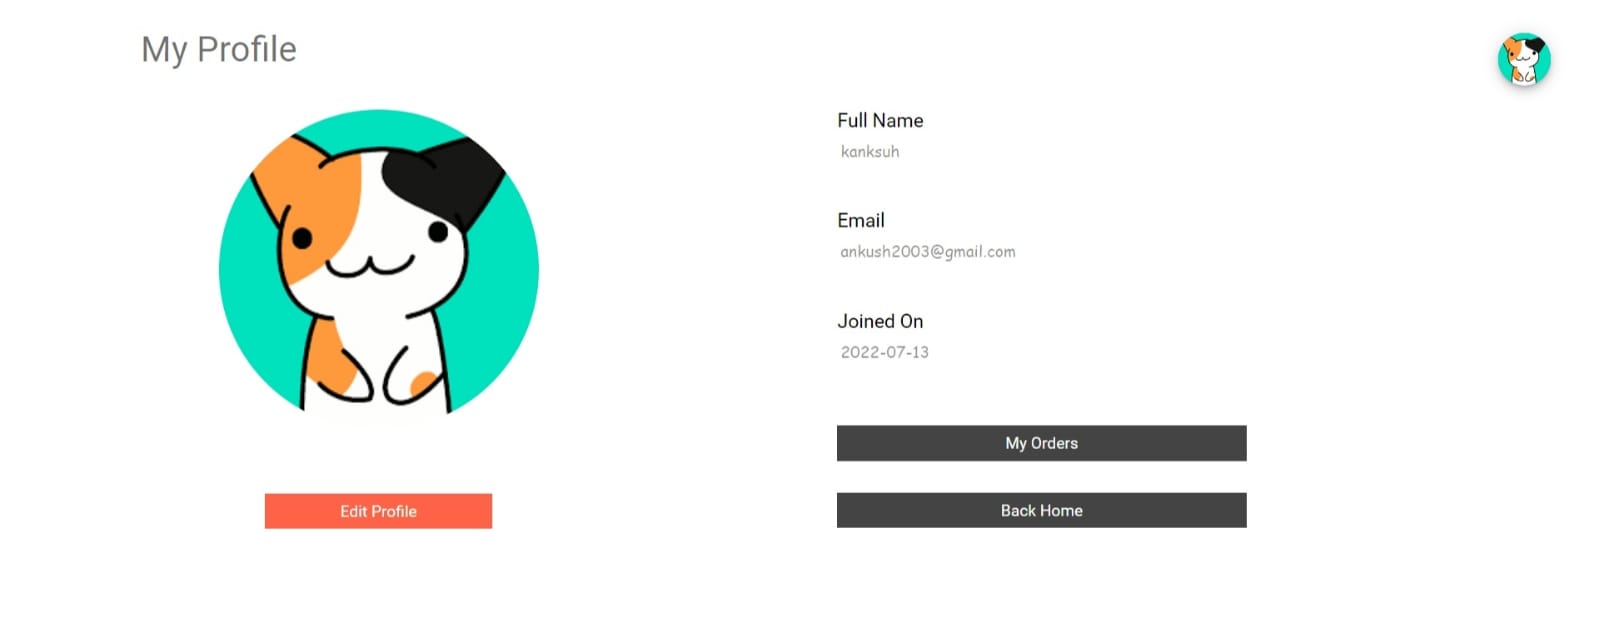 My Profile
Full Name
kanksuh
Email
ankush2003@gmail.com
Joined On
2022-07-13
My Orders
Edit Profile
Back Home